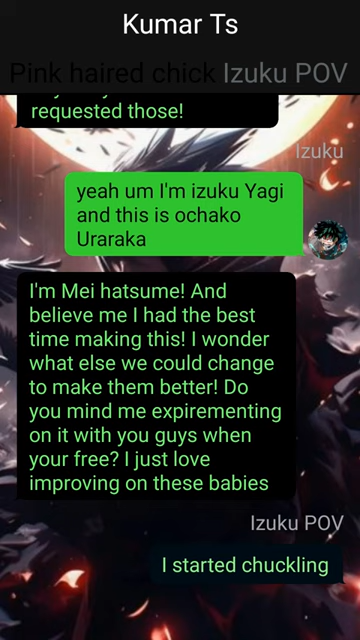 Kumar Ts
Pink haired chick Izuku POV
requested those!
Izuku
yeah um I'm izuku Yagi
and this is ochako
Uraraka
I'm Mei hatsume! And
believe me I had the best
time making this! I wonder
what else we could change
to make them better! Do
you mind me expirementing
on it with you guys when
your free? I just love
improving on these babies
Izuku POV
I started chuckling